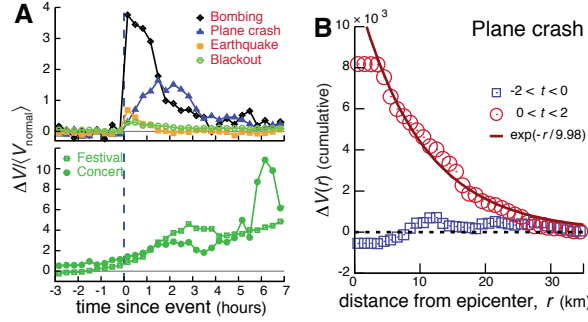 A
Bombing
Plane crash
Earthquake
Blackout
4
3
2
1
0
ΔV/⟨V_normal⟩
Festival
Concert
12
10
8
6
4
2
0
-3 -2 -1 0 1 2 3 4 5 6 7
time since event (hours)
B
10 × 10³
Plane crash
-2 < t < 0
0 < t < 2
exp(-r / 9.98)
8
6
4
2
0
-2
ΔV(r) (cumulative)
0 10 20 30
distance from epicenter, r (km)